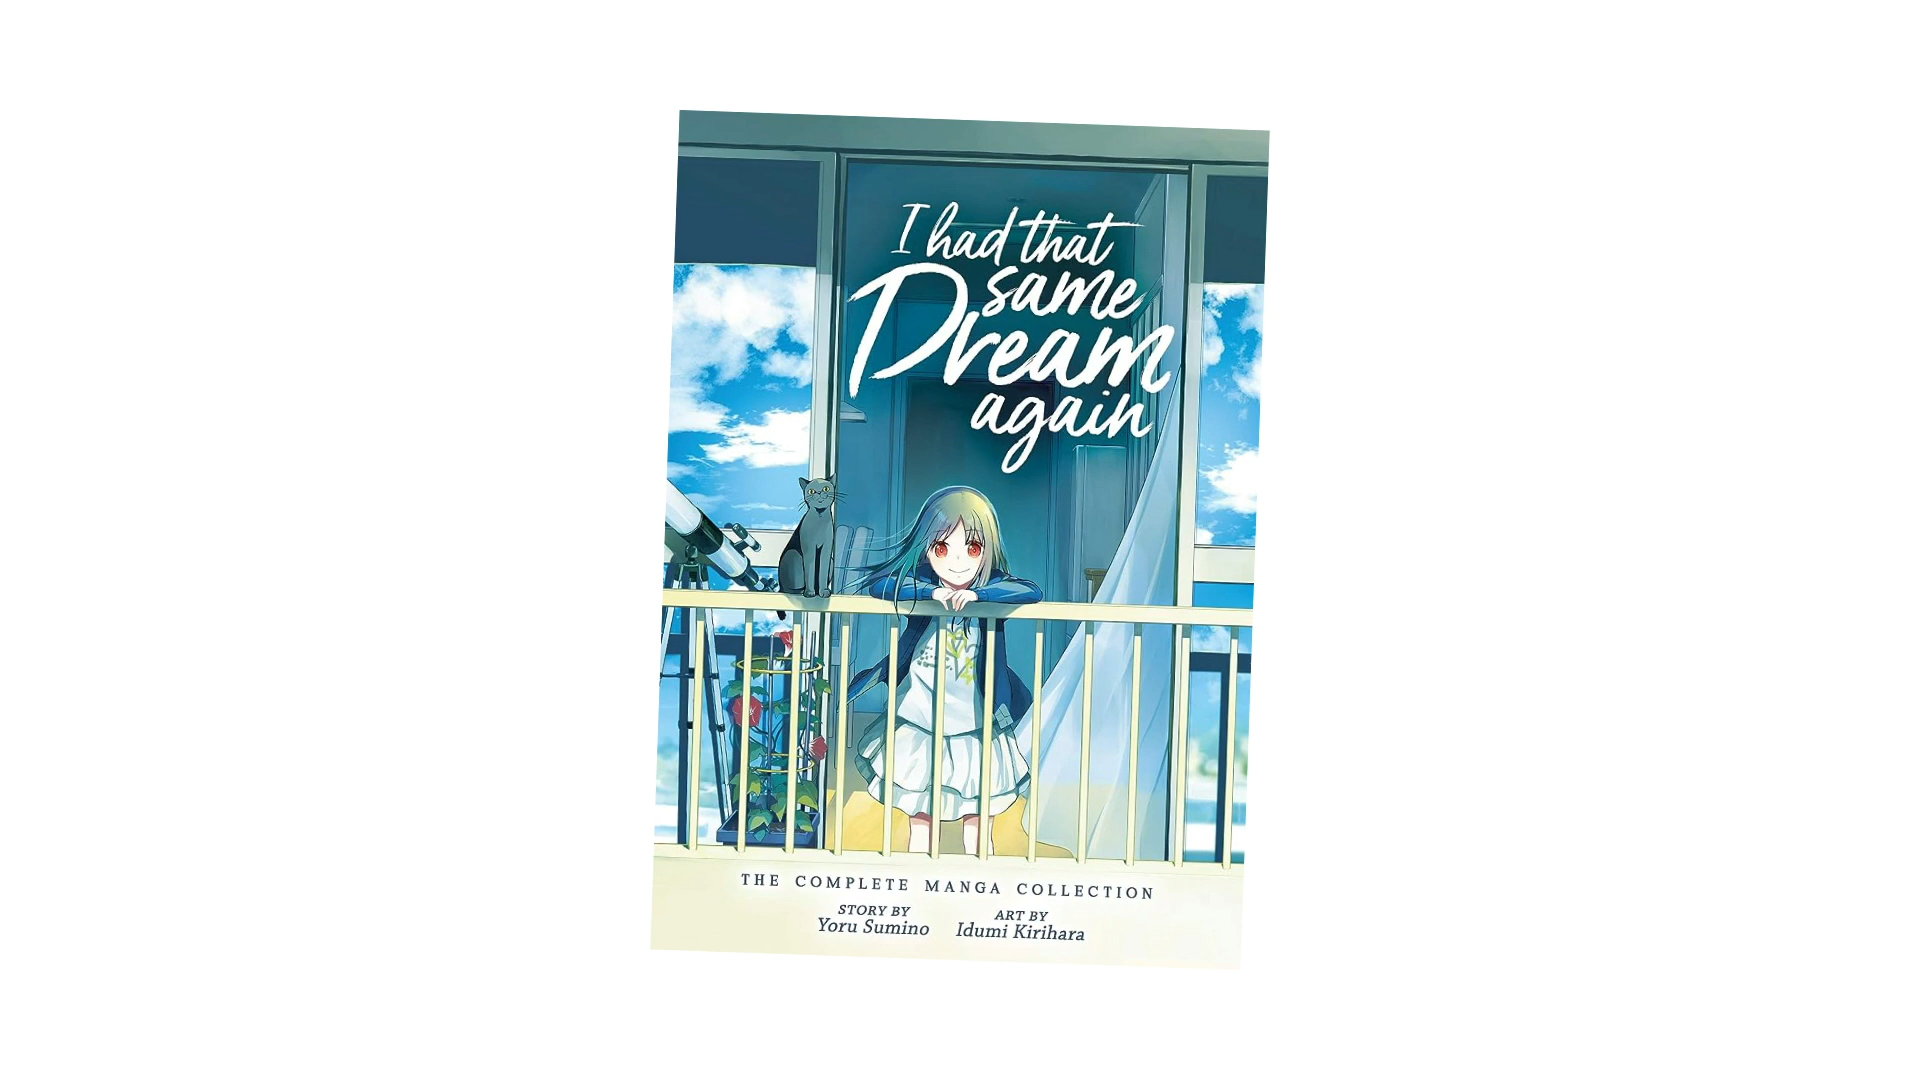 I had that
same
Dream
again
THE COMPLETE MANGA COLLECTION
STORY BY
Yoru Sumino
ART BY
Idumi Kirihara